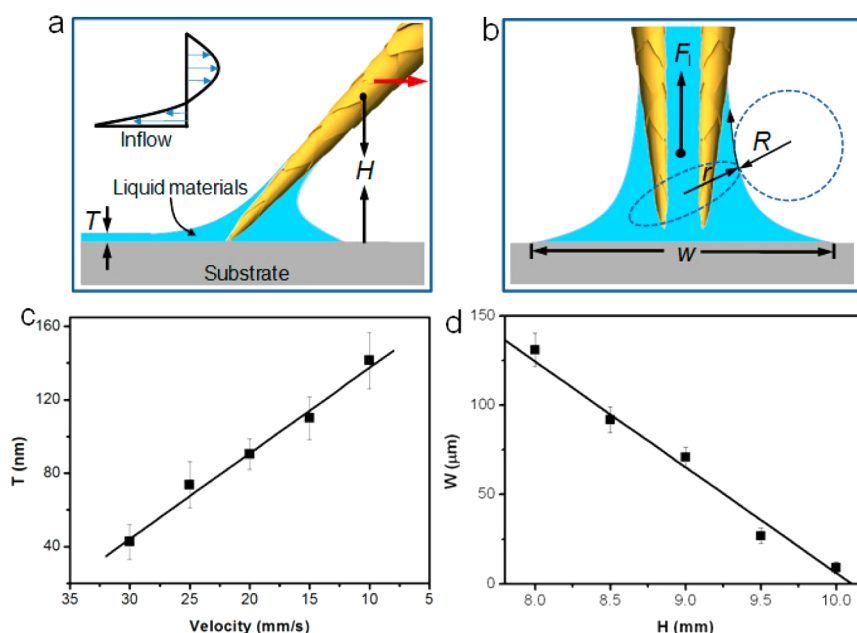 a
Inflow
Liquid materials
H
T
Substrate
b
Fl
R
r
w
c
160
120
80
40
T (nm)
35 30 25 20 15 10 5
Velocity (mm/s)
d
150
100
50
0
W (μm)
8.0 8.5 9.0 9.5 10.0
H (mm)